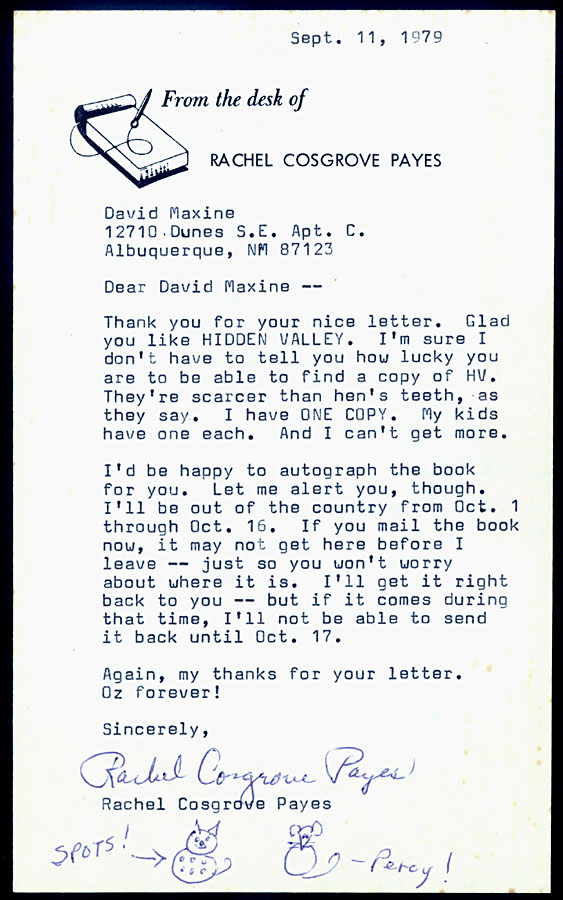 Sept. 11, 1979
From the desk of
RACHEL COSGROVE PAYES
David Maxine
12710 Dunes S.E. Apt. C.
Albuquerque, NM 87123
Dear David Maxine --
Thank you for your nice letter.  Glad
you like HIDDEN VALLEY.  I'm sure I
don't have to tell you how lucky you
are to be able to find a copy of HV.
They're scarcer than hen's teeth, as
they say.  I have ONE COPY.  My kids
have one each.  And I can't get more.
I'd be happy to autograph the book
for you.  Let me alert you, though.
I'll be out of the country from Oct. 1
through Oct. 16.  If you mail the book
now, it may not get here before I
leave -- just so you won't worry
about where it is.  I'll get it right
back to you -- but if it comes during
that time, I'll not be able to send
it back until Oct. 17.
Again, my thanks for your letter.
Oz forever!
Sincerely,
Rachel Cosgrove Payes
Rachel Cosgrove Payes
SPOTS! → – Percy!